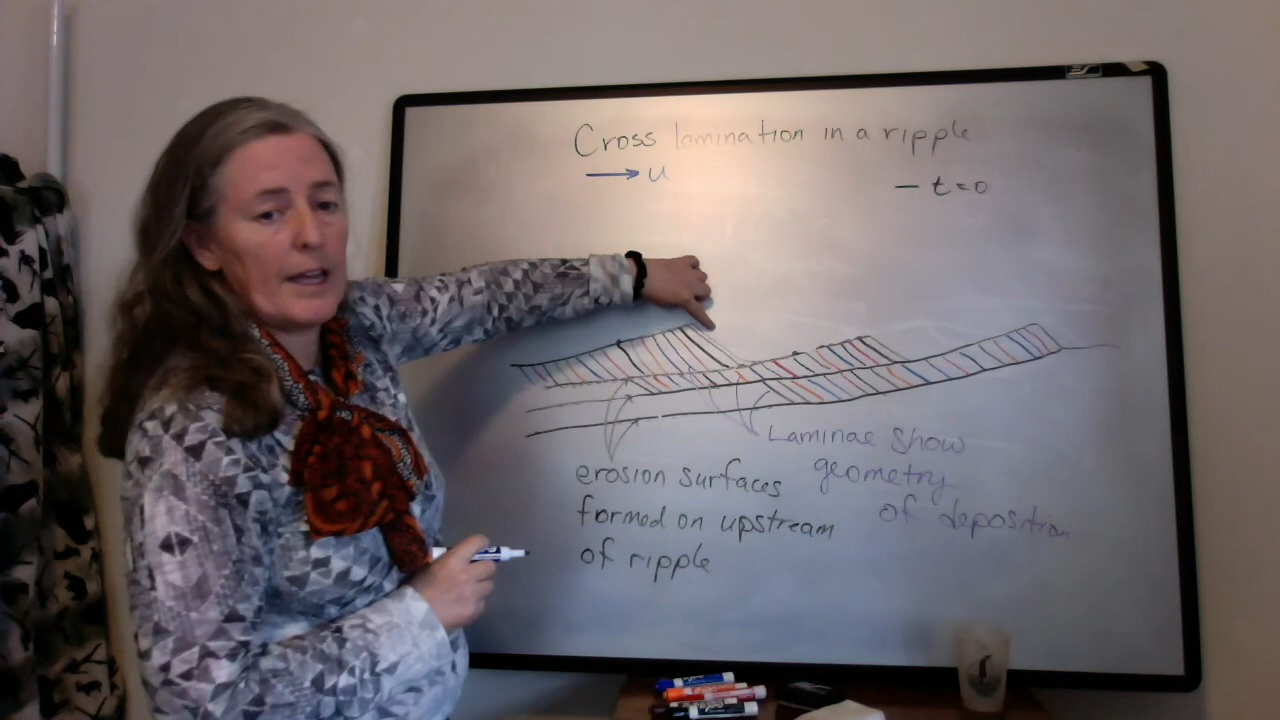 Cross lamination in a ripple
→ u
— t=0
Laminae show
geometry
of deposition
erosion surfaces
formed on upstream
of ripple